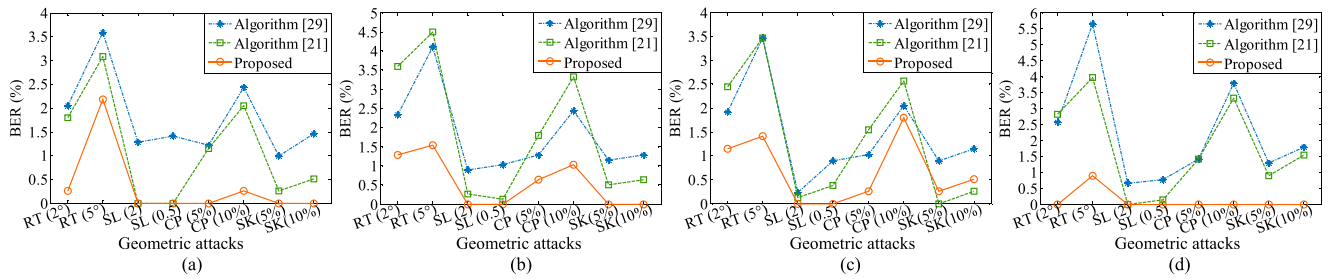 BER (%)
4
3.5
3
2.5
2
1.5
1
0.5
0
Algorithm [29]
Algorithm [21]
Proposed
RT (2°) RT (5°) SL (2) SL (0.5) CP (5%) CP (10%) SK (5%) SK(10%)
Geometric attacks
(a)
BER (%)
5
4.5
4
3.5
3
2.5
2
1.5
1
0.5
0
Algorithm [29]
Algorithm [21]
Proposed
RT (2°) RT (5°) SL (2) SL (0.5) CP (5%) CP (10%) SK (5%) SK(10%)
Geometric attacks
(b)
BER (%)
4
3.5
3
2.5
2
1.5
1
0.5
0
Algorithm [29]
Algorithm [21]
Proposed
RT (2°) RT (5°) SL (2) SL (0.5) CP (5%) CP (10%) SK (5%) SK(10%)
Geometric attacks
(c)
BER (%)
6
5.5
5
4.5
4
3.5
3
2.5
2
1.5
1
0.5
0
Algorithm [29]
Algorithm [21]
Proposed
RT (2°) RT (5°) SL (2) SL (0.5) CP (5%) CP (10%) SK (5%) SK(10%)
Geometric attacks
(d)